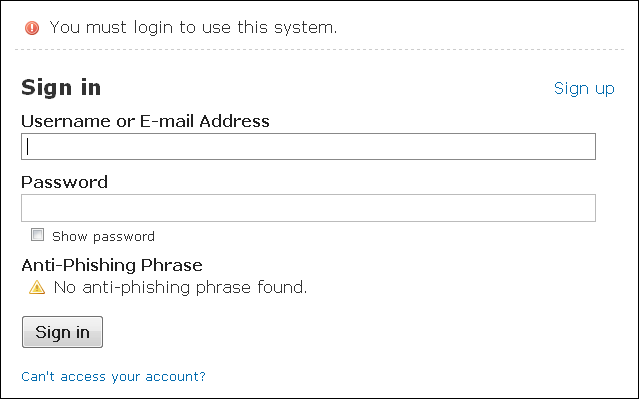 You must login to use this system.
Sign in
Sign up
Username or E-mail Address
Password
Show password
Anti-Phishing Phrase
No anti-phishing phrase found.
Sign in
Can't access your account?